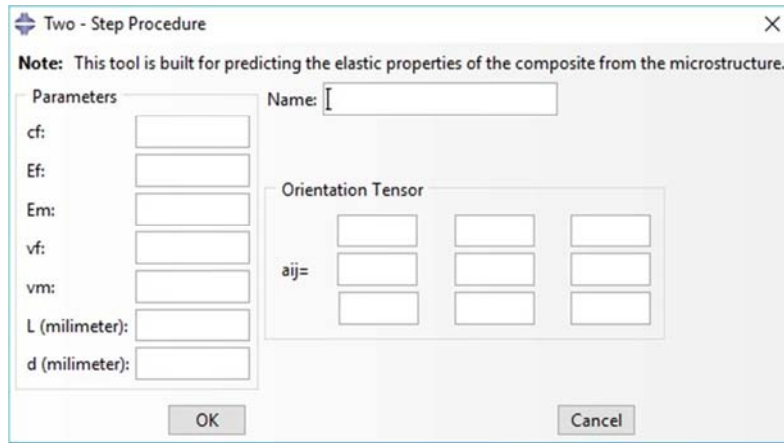 Two - Step Procedure
Note: This tool is built for predicting the elastic properties of the composite from the microstructure.
Parameters
Name:
cf:
Ef:
Em:
vf:
vm:
L (milimeter):
d (milimeter):
Orientation Tensor
aij=
OK
Cancel